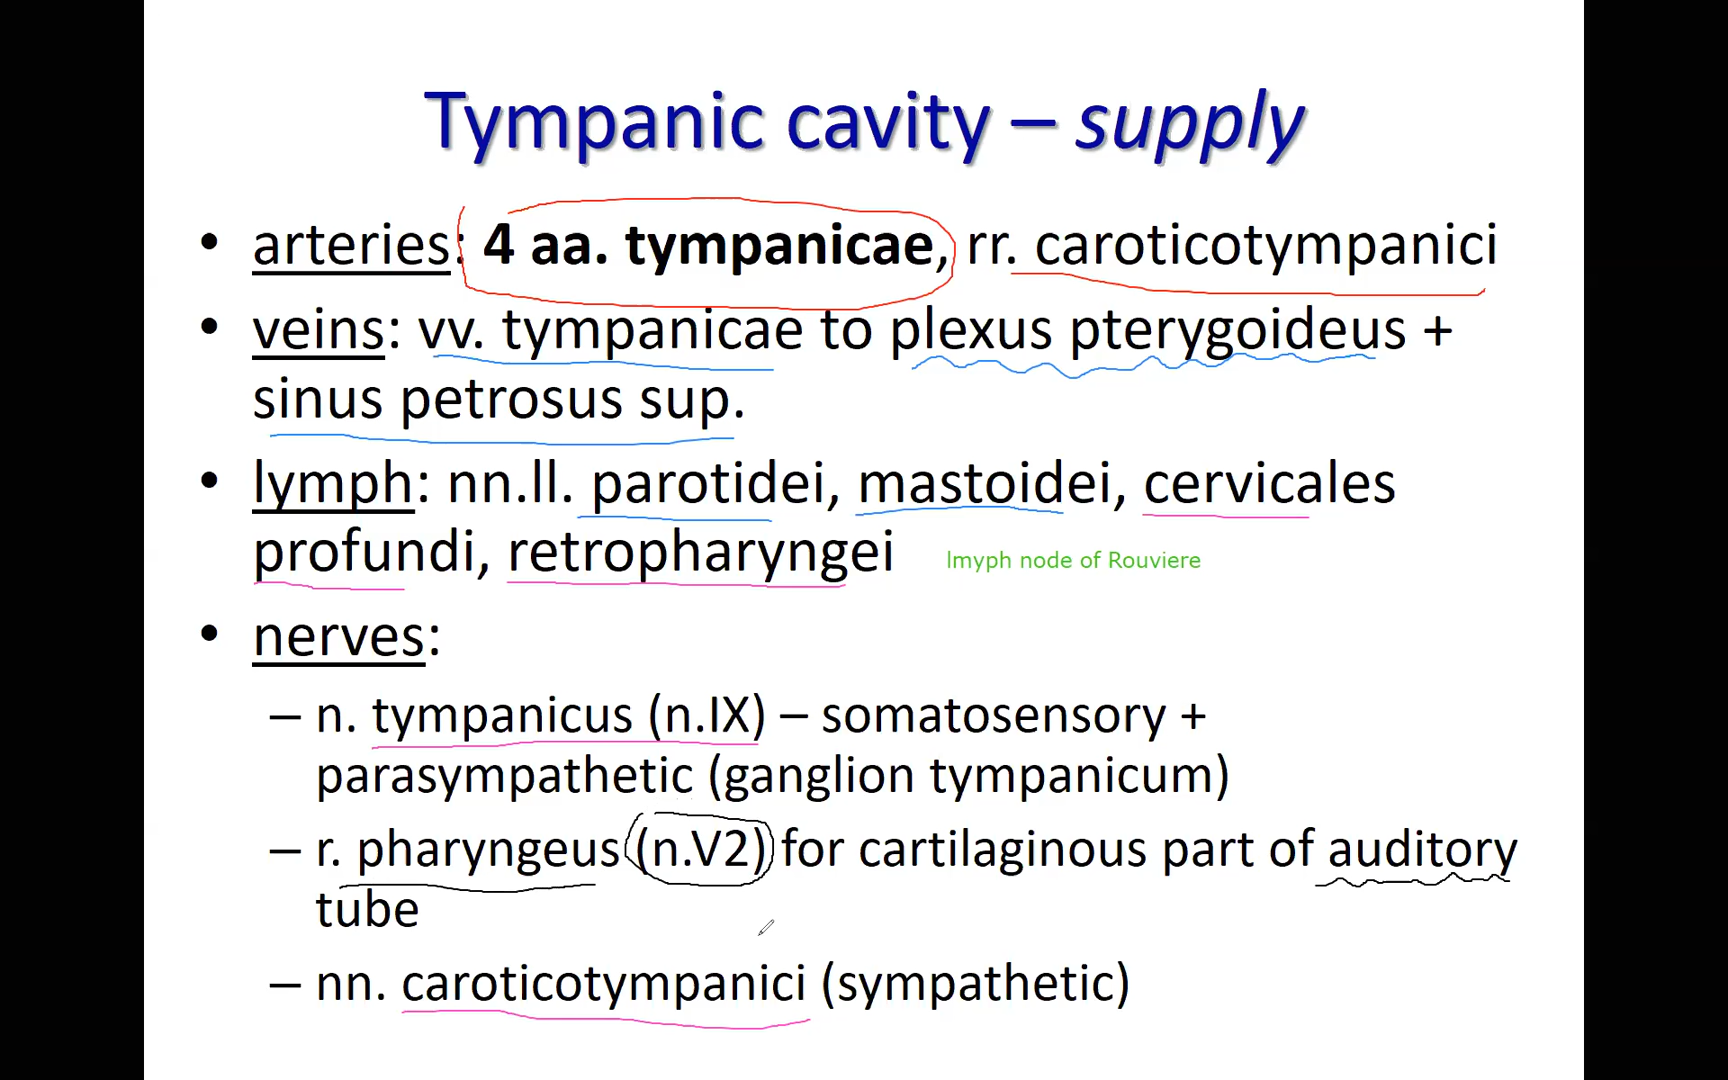 Tympanic cavity – supply
• arteries: 4 aa. tympanicae, rr. caroticotympanici
• veins: vv. tympanicae to plexus pterygoideus +
sinus petrosus sup.
• lymph: nn.ll. parotidei, mastoidei, cervicales
profundi, retropharyngei lmyph node of Rouviere
• nerves:
– n. tympanicus (n.IX) – somatosensory +
parasympathetic (ganglion tympanicum)
– r. pharyngeus (n.V2) for cartilaginous part of auditory
tube
– nn. caroticotympanici (sympathetic)